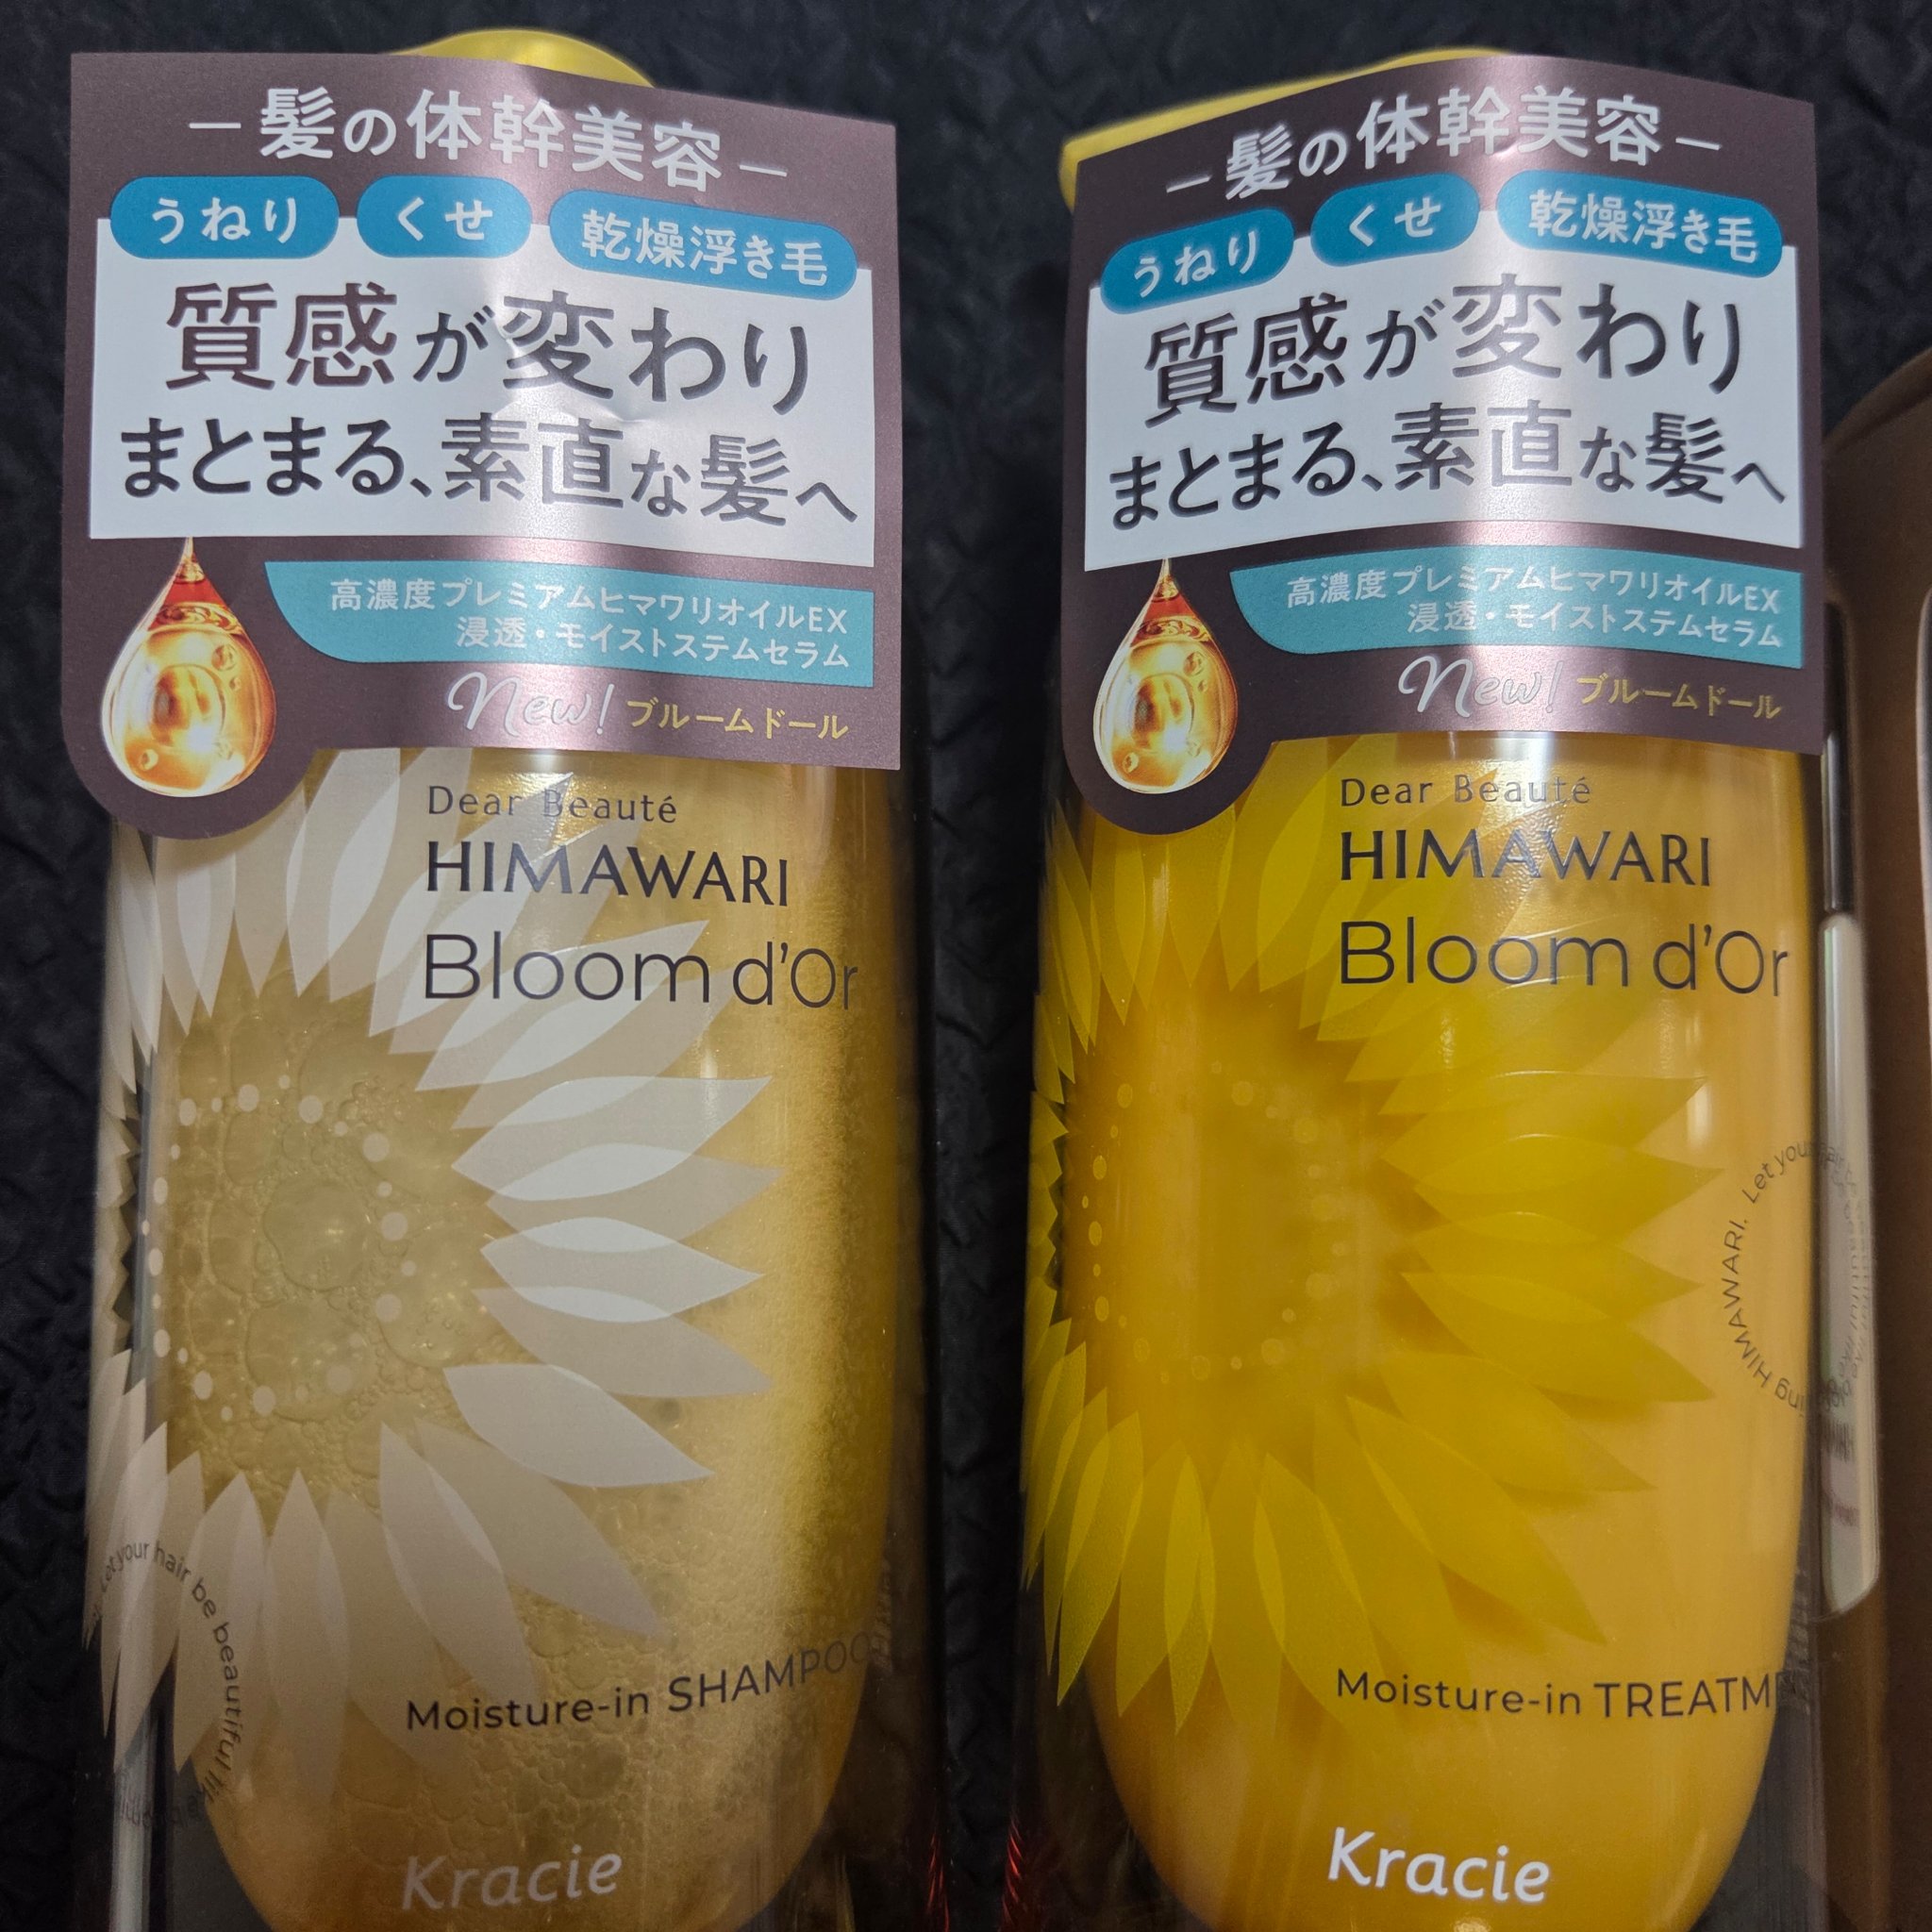 ― 髪の体幹美容 ―
うねり くせ 乾燥浮き毛
質感が変わり
まとまる、素直な髪へ
高濃度プレミアムヒマワリオイルEX
浸透・モイストステムセラム
New! ブルームドール
Dear Beauté
HIMAWARI
Bloom d'Or
Let your hair be beautiful
Moisture-in SHAMPOO
Kracie
― 髪の体幹美容 ―
うねり くせ 乾燥浮き毛
質感が変わり
まとまる、素直な髪へ
高濃度プレミアムヒマワリオイルEX
浸透・モイストステムセラム
New! ブルームドール
Dear Beauté
HIMAWARI
Bloom d'Or
HIMAWARI. Let your
Moisture-in TREATM
Kracie